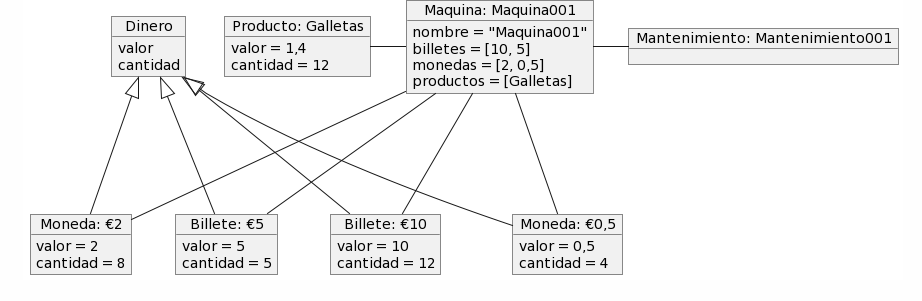 Dinero
valor
cantidad
Producto: Galletas
valor = 1,4
cantidad = 12
Maquina: Maquina001
nombre = "Maquina001"
billetes = [10, 5]
monedas = [2, 0,5]
productos = [Galletas]
Mantenimiento: Mantenimiento001
Moneda: €2
valor = 2
cantidad = 8
Billete: €5
valor = 5
cantidad = 5
Billete: €10
valor = 10
cantidad = 12
Moneda: €0,5
valor = 0,5
cantidad = 4